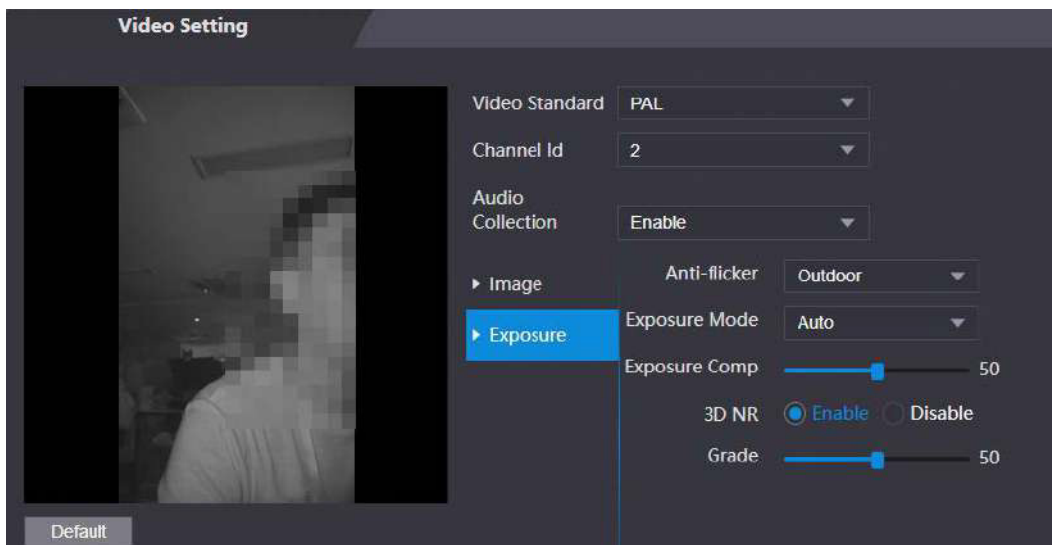 Video Setting
Video Standard PAL
Channel Id 2
Audio
Collection Enable
Image
Exposure
Anti-flicker Outdoor
Exposure Mode Auto
Exposure Comp 50
3D NR Enable Disable
Grade 50
Default